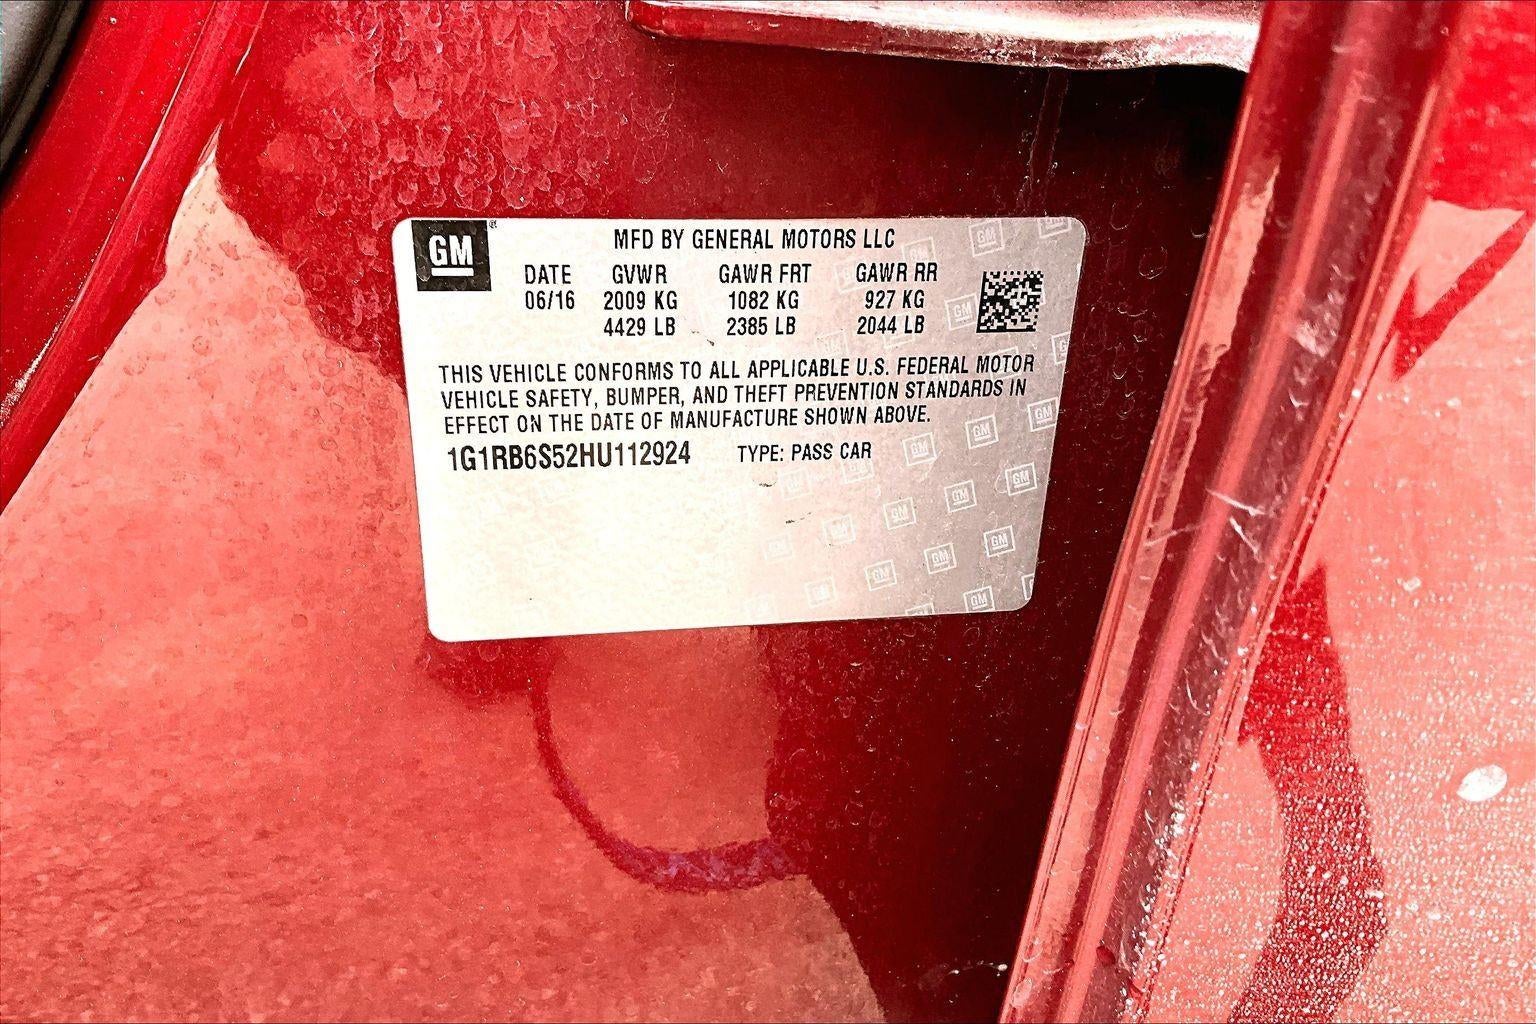 GM
MFD BY GENERAL MOTORS LLC
DATE GVWR GAWR FRT GAWR RR
06/16 2009 KG 1082 KG 927 KG
4429 LB 2385 LB 2044 LB
THIS VEHICLE CONFORMS TO ALL APPLICABLE U.S. FEDERAL MOTOR
VEHICLE SAFETY, BUMPER, AND THEFT PREVENTION STANDARDS IN
EFFECT ON THE DATE OF MANUFACTURE SHOWN ABOVE.
1G1RB6S52HU112924 TYPE: PASS CAR